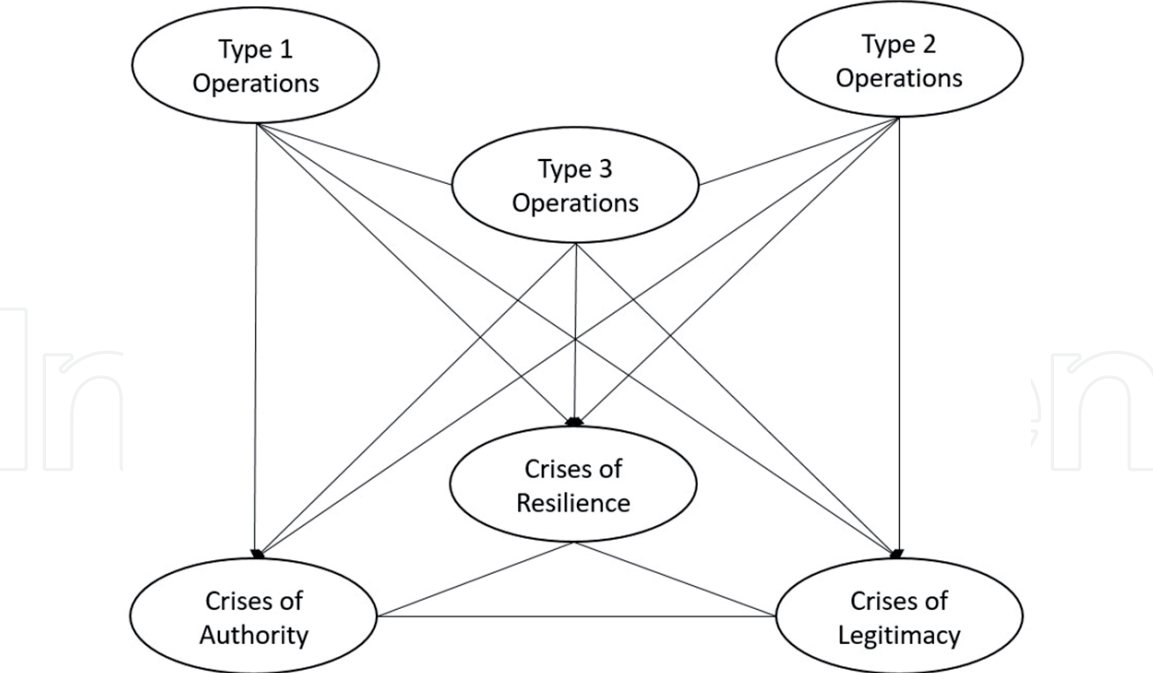 Type 1
Operations
Type 2
Operations
Type 3
Operations
Crises of
Resilience
Crises of
Authority
Crises of
Legitimacy